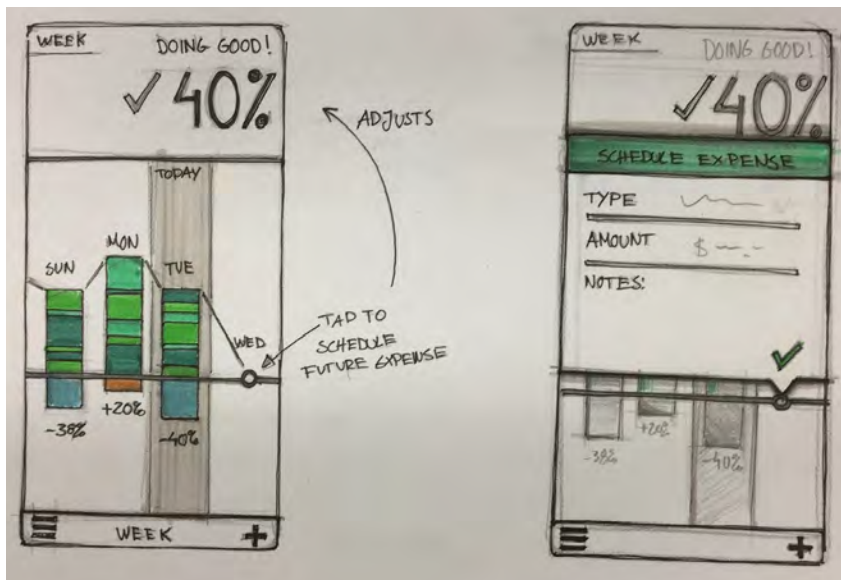 WEEK
DOING GOOD!
✓40%
TODAY
SUN
MON
TUE
WED
-38%
+20%
-40%
WEEK
+
ADJUSTS
TAP TO
SCHEDULE
FUTURE EXPENSE
WEEK
DOING GOOD!
✓40%
SCHEDULE EXPENSE
TYPE
AMOUNT $
NOTES:
-38%
+20%
-40%
+